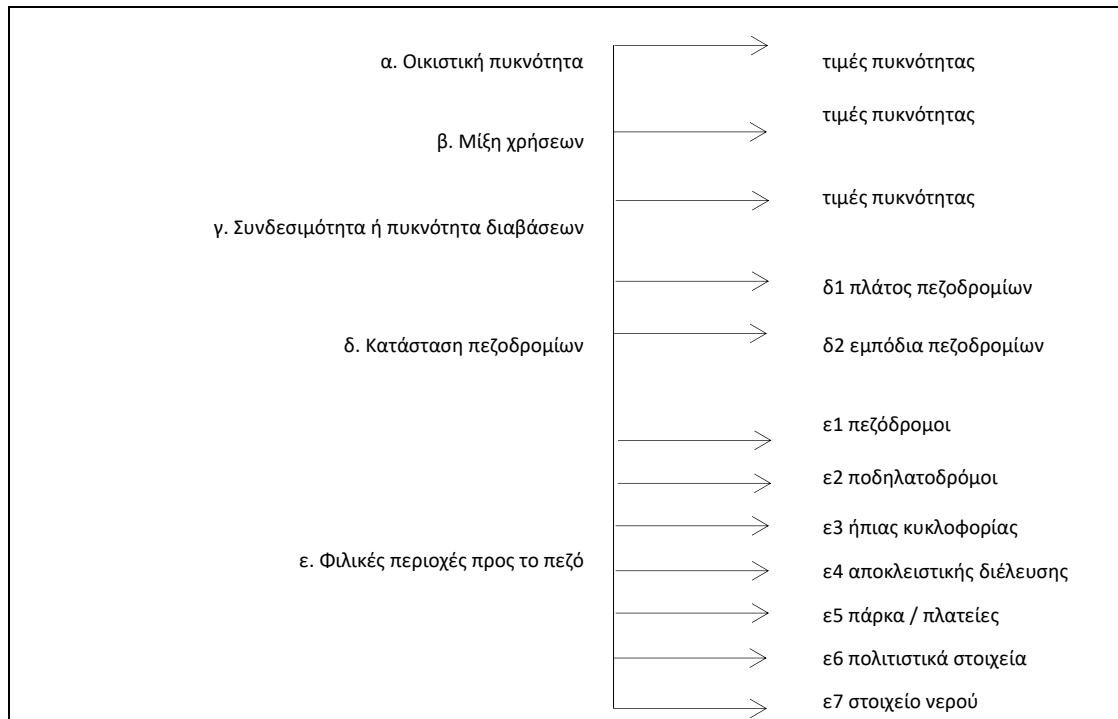 α. Οικιστική πυκνότητα
τιμές πυκνότητας
β. Μίξη χρήσεων
τιμές πυκνότητας
γ. Συνδεσιμότητα ή πυκνότητα διαβάσεων
τιμές πυκνότητας
δ. Κατάσταση πεζοδρομίων
δ1 πλάτος πεζοδρομίων
δ2 εμπόδια πεζοδρομίων
ε. Φιλικές περιοχές προς το πεζό
ε1 πεζόδρομοι
ε2 ποδηλατοδρόμοι
ε3 ήπιας κυκλοφορίας
ε4 αποκλειστικής διέλευσης
ε5 πάρκα / πλατείες
ε6 πολιτιστικά στοιχεία
ε7 στοιχείο νερού